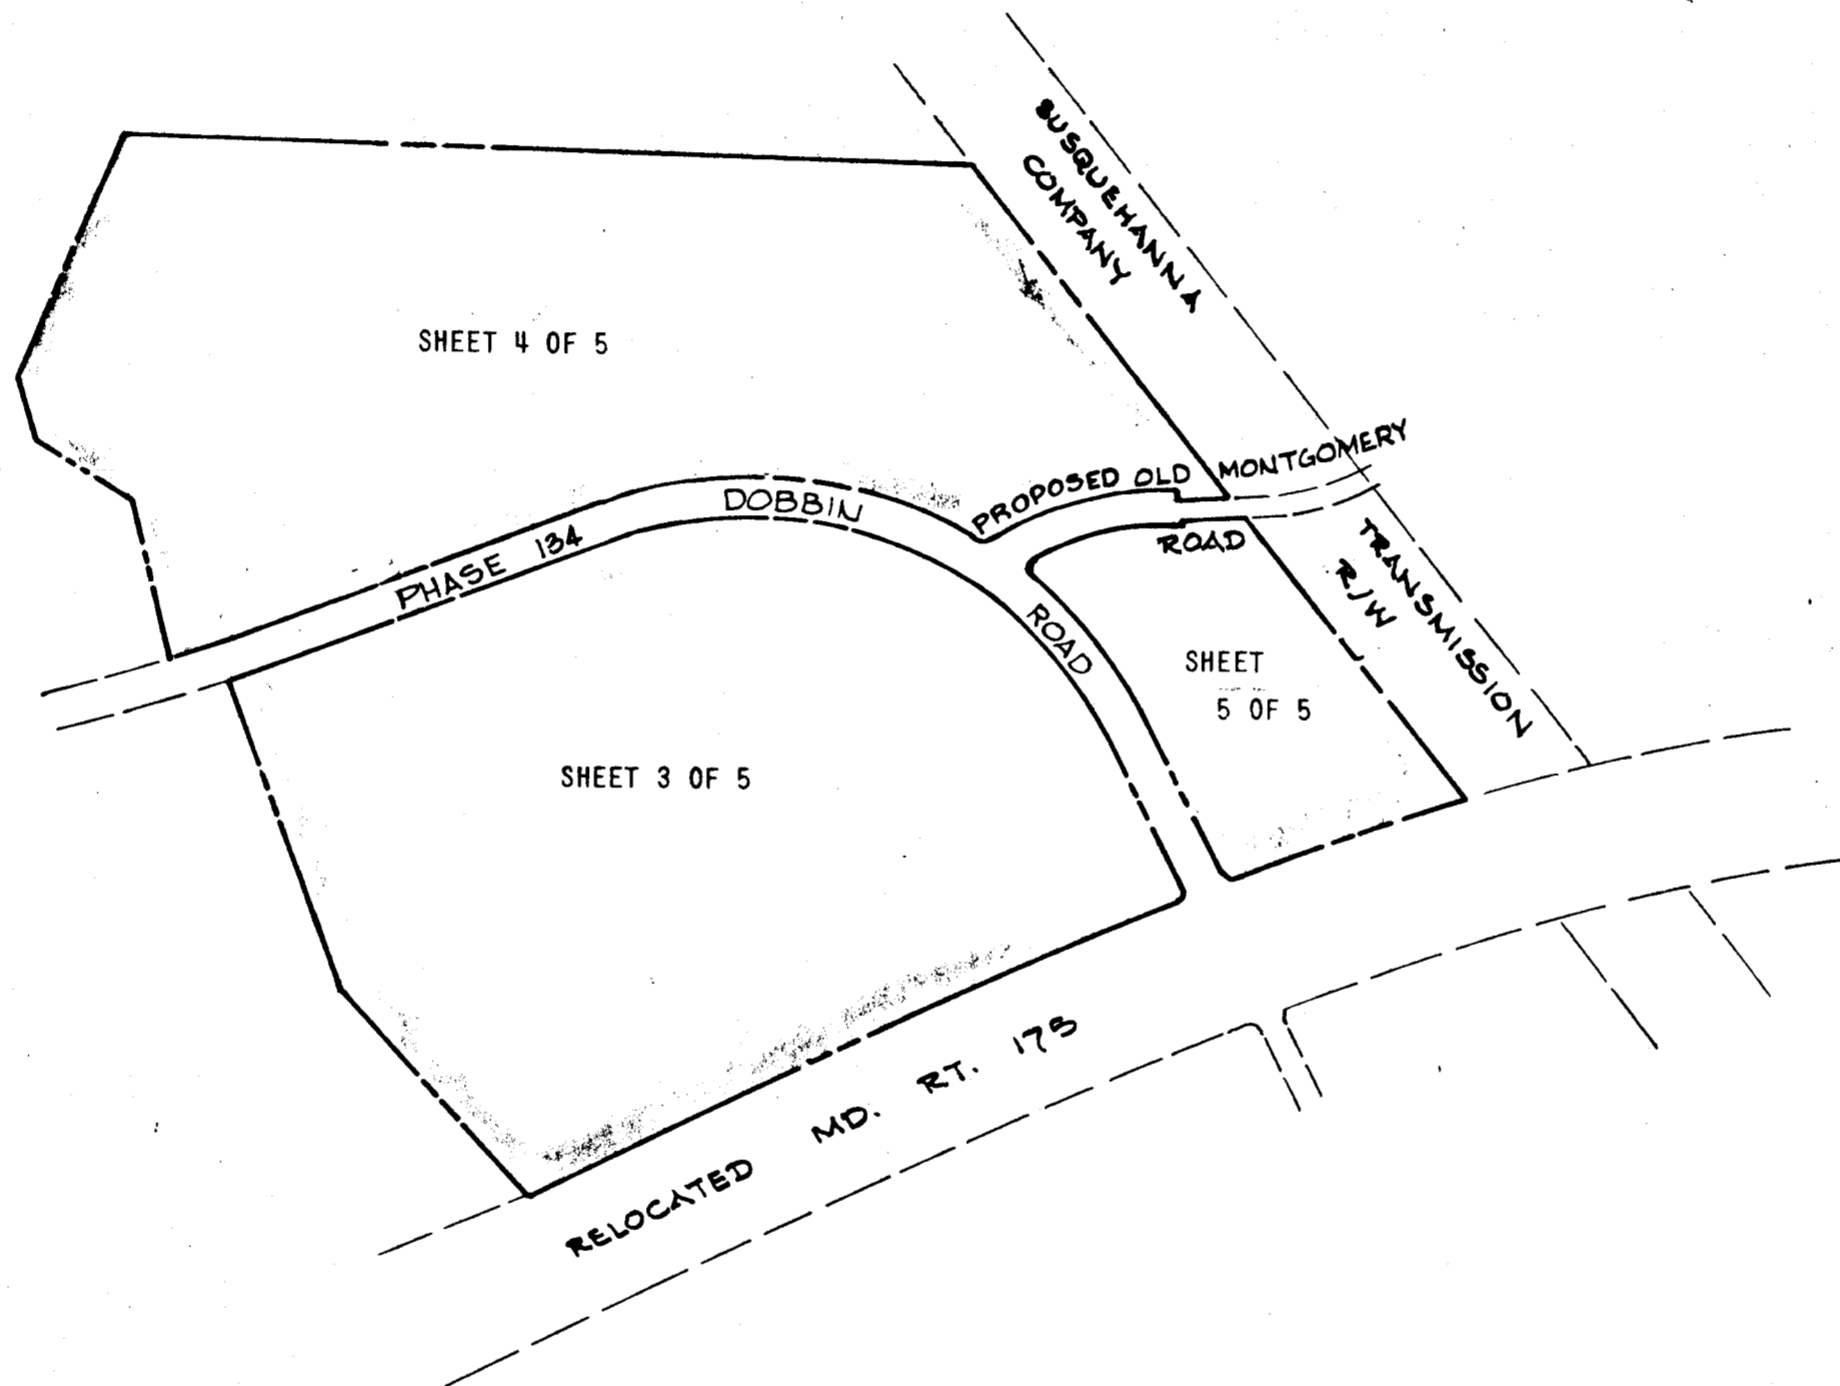 SUSQUEHANNA
COMPANY
TRANSMISSION
R/W
SHEET 4 OF 5
PROPOSED OLD MONTGOMERY
ROAD
PHASE 134
DOBBIN
ROAD
SHEET
5 OF 5
SHEET 3 OF 5
RELOCATED MD. RT. 175